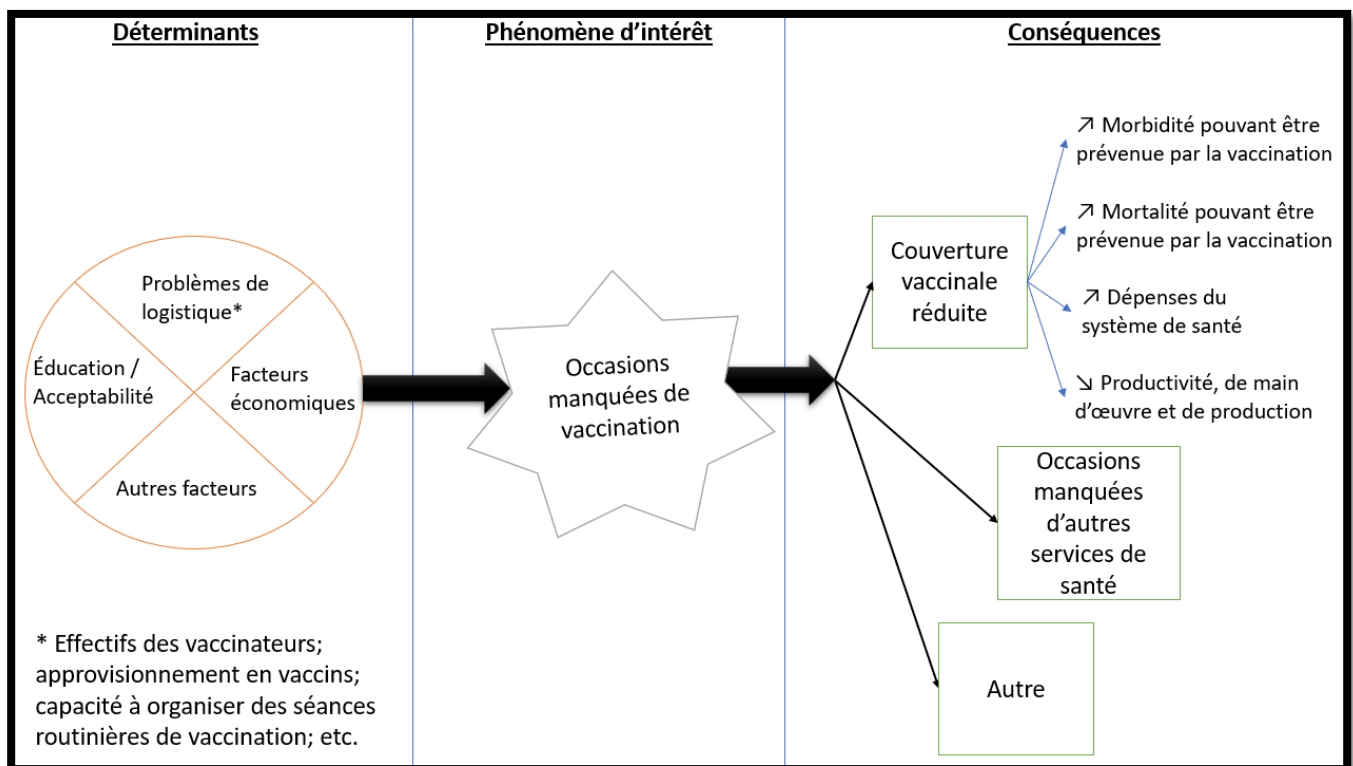 Déterminants
Problèmes de
logistique*
Éducation /
Acceptabilité
Facteurs
économiques
Autres facteurs
* Effectifs des vaccinateurs;
approvisionnement en vaccins;
capacité à organiser des séances
routinières de vaccination; etc.
Phénomène d’intérêt
Occasions
manquées de
vaccination
Conséquences
Couverture
vaccinale
réduite
↗ Morbidité pouvant être
prévenue par la vaccination
↗ Mortalité pouvant être
prévenue par la vaccination
↗ Dépenses du
système de santé
↘ Productivité, de main
d’œuvre et de production
Occasions
manquées
d’autres
services de
santé
Autre